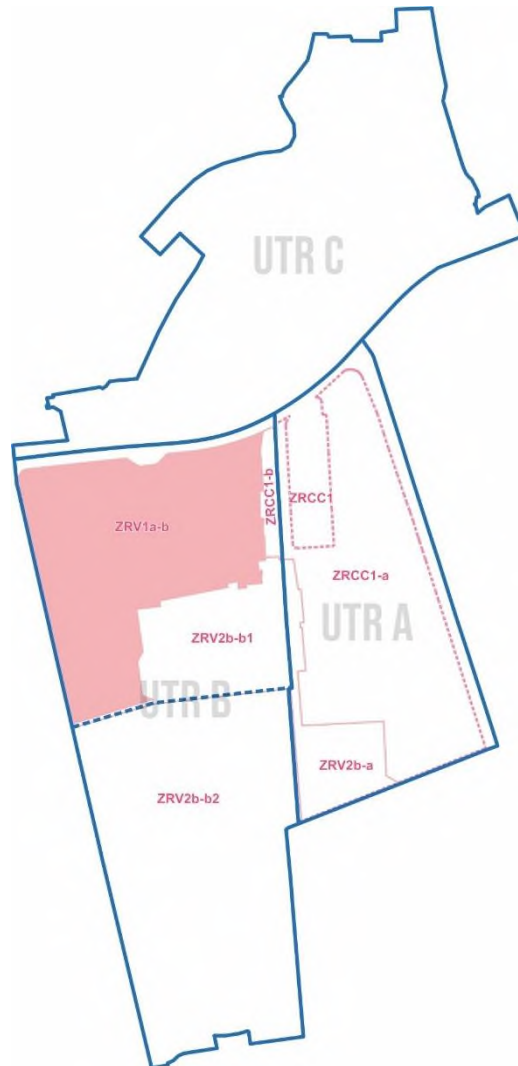 UTR C
ZRV1a-b
ZRCC1-b
ZRCC1
ZRCC1-a
UTR A
ZRV2b-b1
UTR B
ZRV2b-a
ZRV2b-b2